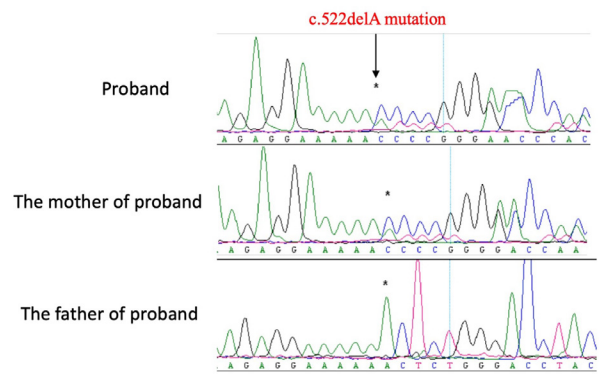 c.522delA mutation
*
Proband
A G A G G A A A A A C C C C G G G A A C C C A C
*
The mother of proband
. A G A G G A A A A A C C C C G G G G A C C A A
*
The father of proband
. A G A G G A A A A A A C T C T G G G A C C T A C